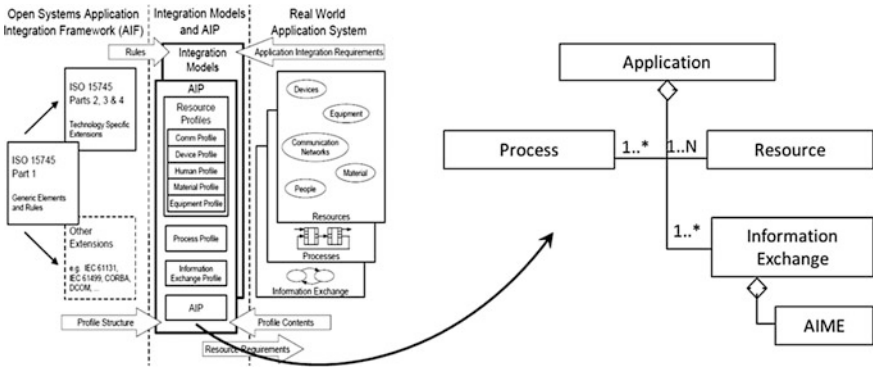 Open Systems Application
Integration Framework (AIF)
Integration Models
and AIP
Real World
Application System
Rules
Integration
Models
Application Integration Requirements
ISO 15745
Parts 2, 3 & 4
Technology Specific
Extensions
ISO 15745
Part 1
Generic Elements
and Rules
Other
Extensions
e.g. IEC 61131,
IEC 61499, CORBA,
DCOM, ...
AIP
Resource
Profiles
Comm Profile
Device Profile
Human Profile
Material Profile
Equipment Profile
Process Profile
Information
Exchange Profile
AIP
Devices
Equipment
Communication
Networks
Material
People
Resources
Processes
Information Exchange
Profile Structure
Profile Contents
Resource Requirements
Application
Process
1..*
1..N
Resource
1..*
Information
Exchange
AIME